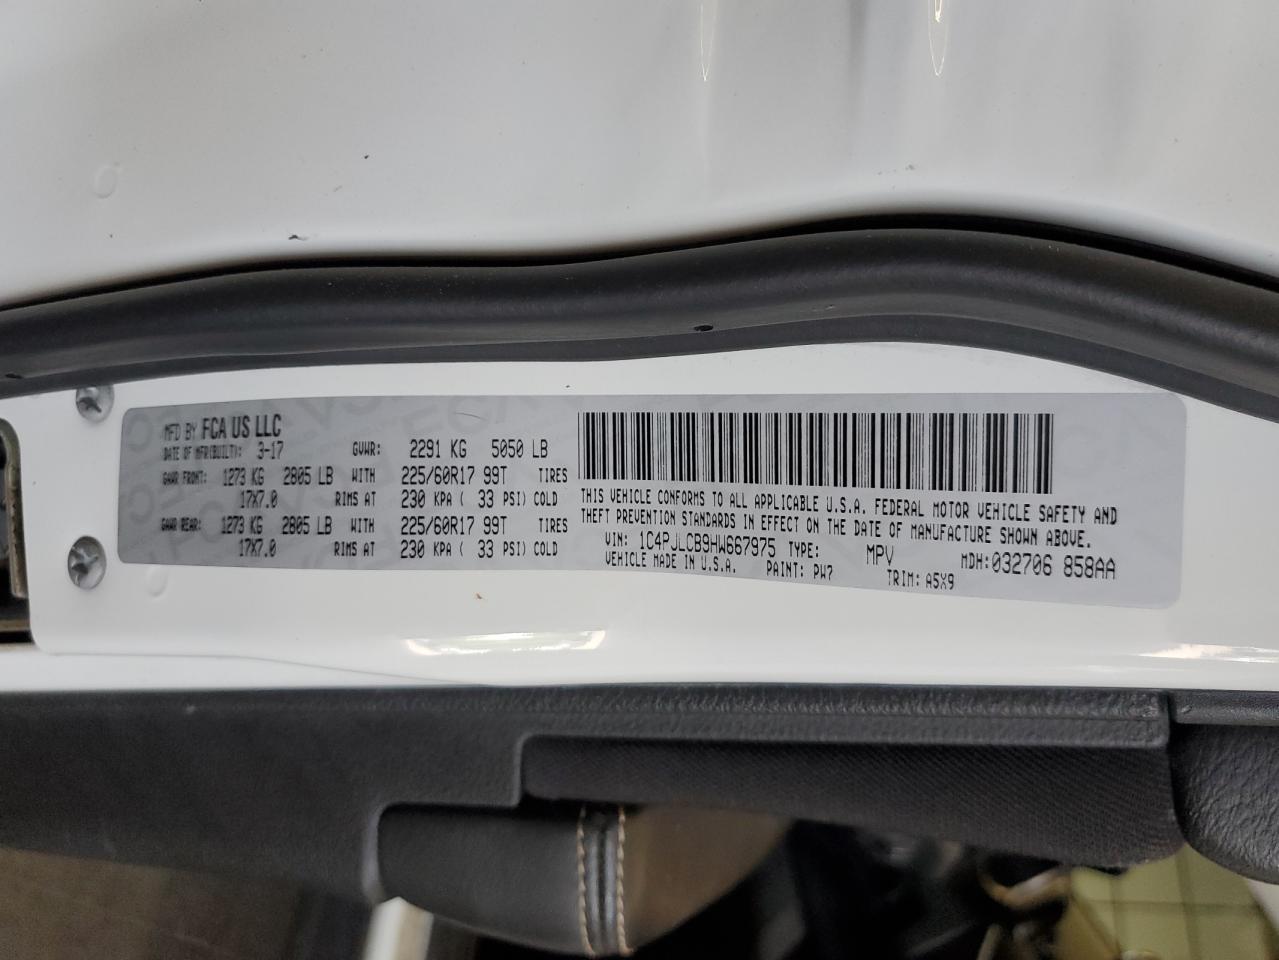 MFD BY FCA US LLC
DATE OF MFR(BUILT): 3-17 GVWR: 2291 KG 5050 LB
GAWR FRONT: 1273 KG 2805 LB WITH 225/60R17 99T TIRES
17X7.0 RIMS AT 230 KPA ( 33 PSI) COLD
GAWR REAR: 1273 KG 2805 LB WITH 225/60R17 99T TIRES
17X7.0 RIMS AT 230 KPA ( 33 PSI) COLD
THIS VEHICLE CONFORMS TO ALL APPLICABLE U.S.A. FEDERAL MOTOR VEHICLE SAFETY AND
THEFT PREVENTION STANDARDS IN EFFECT ON THE DATE OF MANUFACTURE SHOWN ABOVE.
VIN: 1C4PJLCB9HW667975 TYPE: MPV MDH:032706 858AA
VEHICLE MADE IN U.S.A. PAINT: PW7 TRIM: A5X9